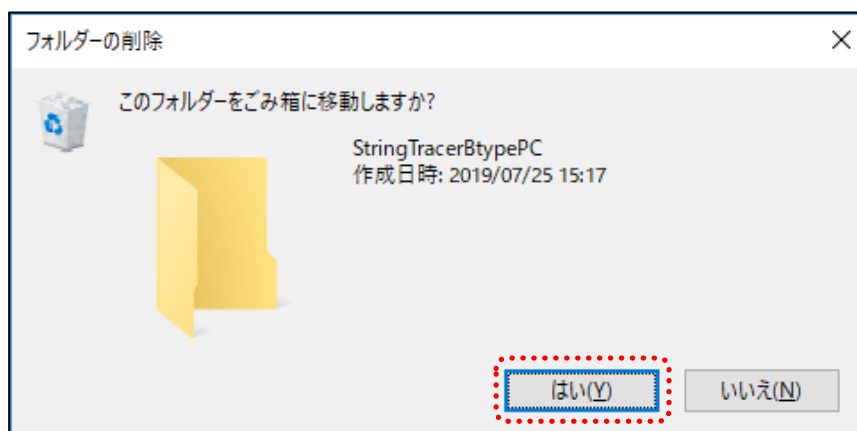 フォルダーの削除
このフォルダーをごみ箱に移動しますか?
StringTracerBtypePC
作成日時: 2019/07/25 15:17
はい(Y)
いいえ(N)